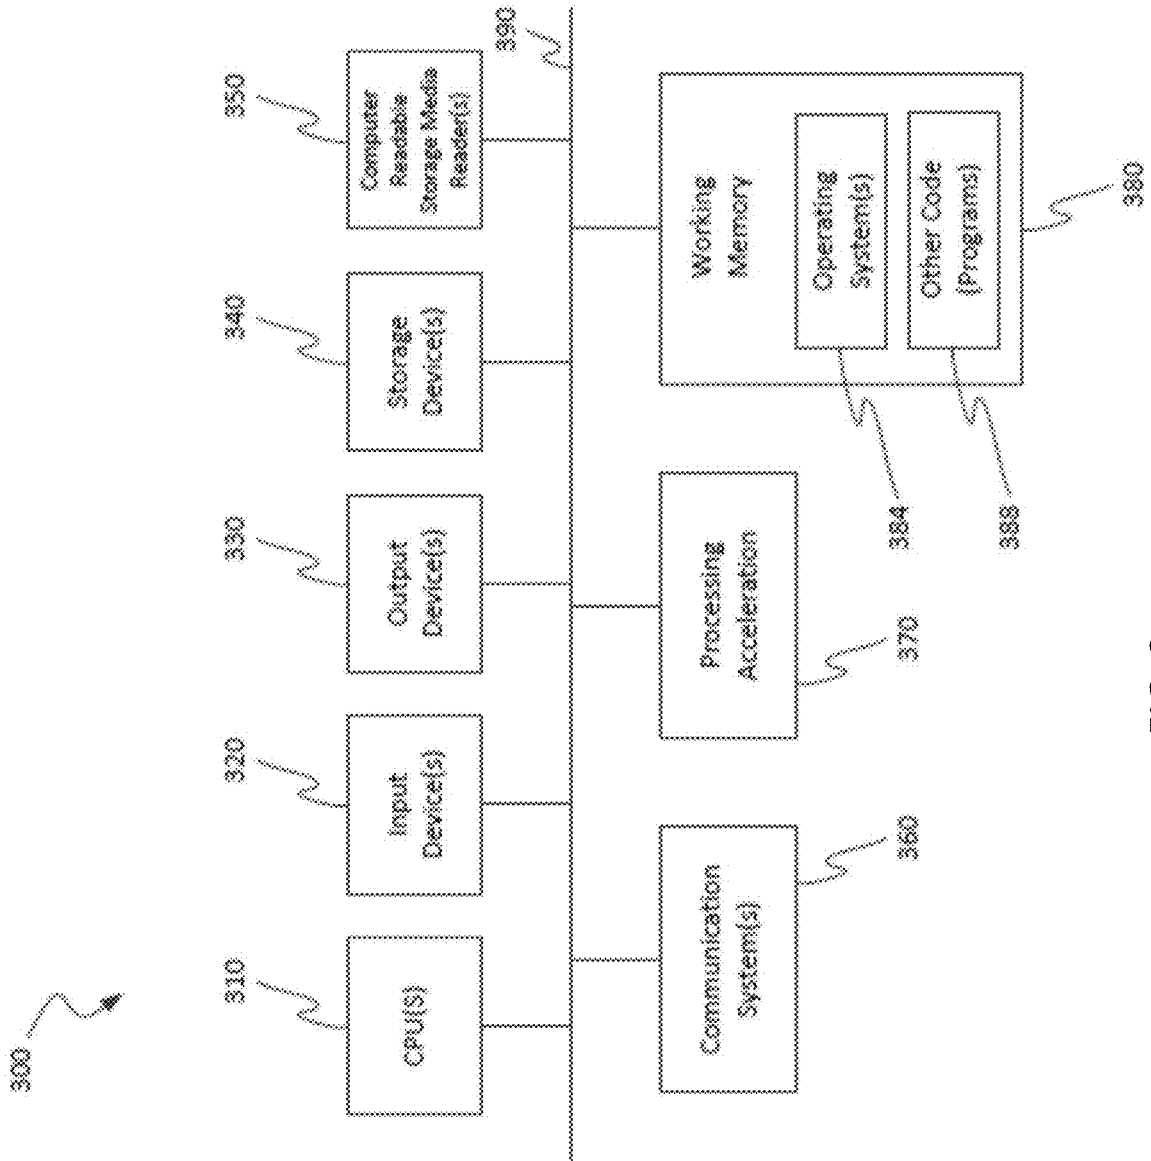 300
310
320
330
340
350
390
CPU(S)
Input
Device(s)
Output
Device(s)
Storage
Device(s)
Computer
Readable
Storage Media
Reader(s)
Communication
System(s)
Processing
Acceleration
Working
Memory
Operating
System(s)
Other Code
(Programs)
360
370
384
388
380